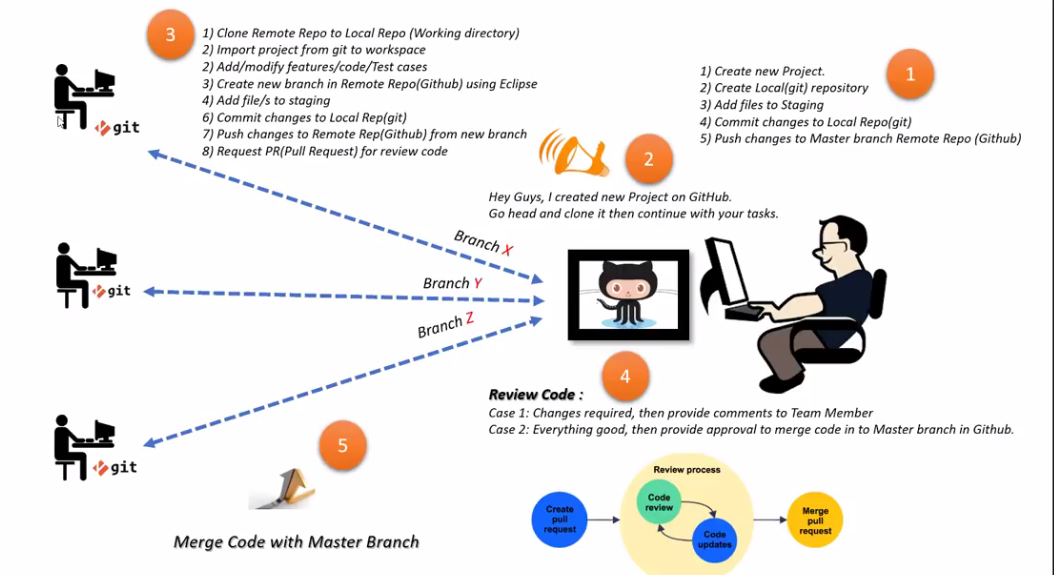 3
1) Clone Remote Repo to Local Repo (Working directory)
2) Import project from git to workspace
2) Add/modify features/code/Test cases
3) Create new branch in Remote Repo(Github) using Eclipse
4) Add file/s to staging
6) Commit changes to Local Rep(git)
7) Push changes to Remote Rep(Github) from new branch
8) Request PR(Pull Request) for review code
1
1) Create new Project.
2) Create Local(git) repository
3) Add files to Staging
4) Commit changes to Local Repo(git)
5) Push changes to Master branch Remote Repo (Github)
git
2
Hey Guys, I created new Project on GitHub.
Go head and clone it then continue with your tasks.
Branch X
git
Branch Y
Branch Z
4
Review Code :
Case 1: Changes required, then provide comments to Team Member
Case 2: Everything good, then provide approval to merge code in to Master branch in Github.
git
5
Merge Code with Master Branch
Review process
Create
pull
request
Code
review
Code
updates
Merge
pull
request